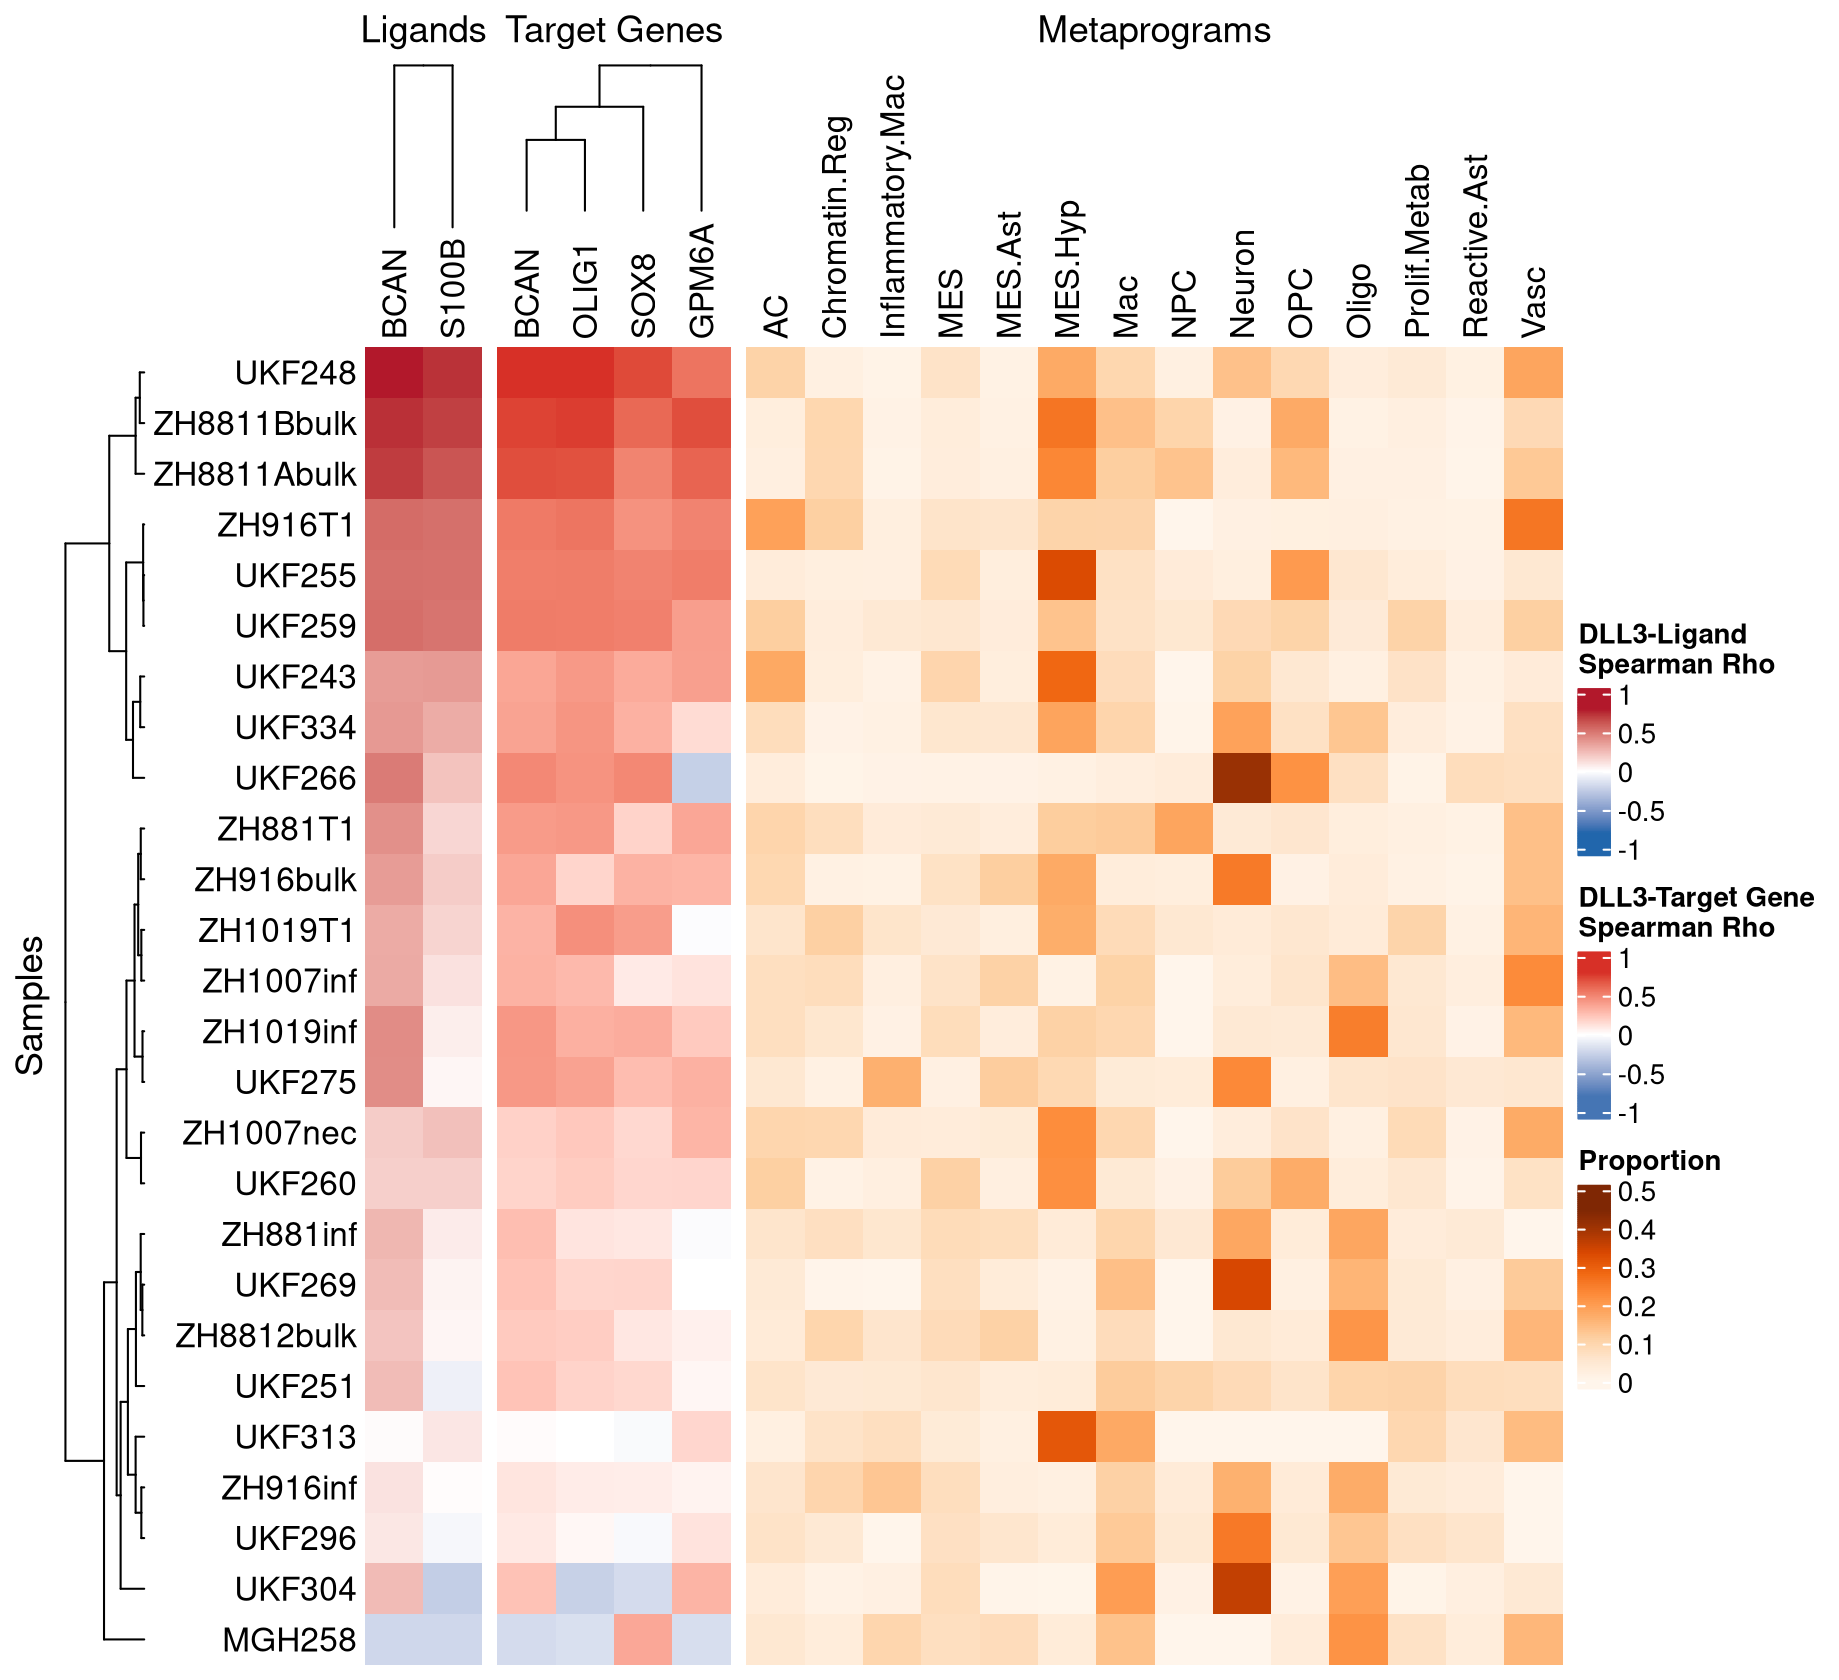 Ligands Target Genes Metaprograms
BCAN S100B BCAN OLIG1 SOX8 GPM6A AC Chromatin.Reg Inflammatory.Mac MES MES.Ast MES.Hyp Mac NPC Neuron OPC Oligo Prolif.Metab Reactive.Ast Vasc
Samples
UKF248
ZH8811Bbulk
ZH8811Abulk
ZH916T1
UKF255
UKF259
UKF243
UKF334
UKF266
ZH881T1
ZH916bulk
ZH1019T1
ZH1007inf
ZH1019inf
UKF275
ZH1007nec
UKF260
ZH881inf
UKF269
ZH8812bulk
UKF251
UKF313
ZH916inf
UKF296
UKF304
MGH258
DLL3-Ligand
Spearman Rho
1
0.5
0
-0.5
-1
DLL3-Target Gene
Spearman Rho
1
0.5
0
-0.5
-1
Proportion
0.5
0.4
0.3
0.2
0.1
0